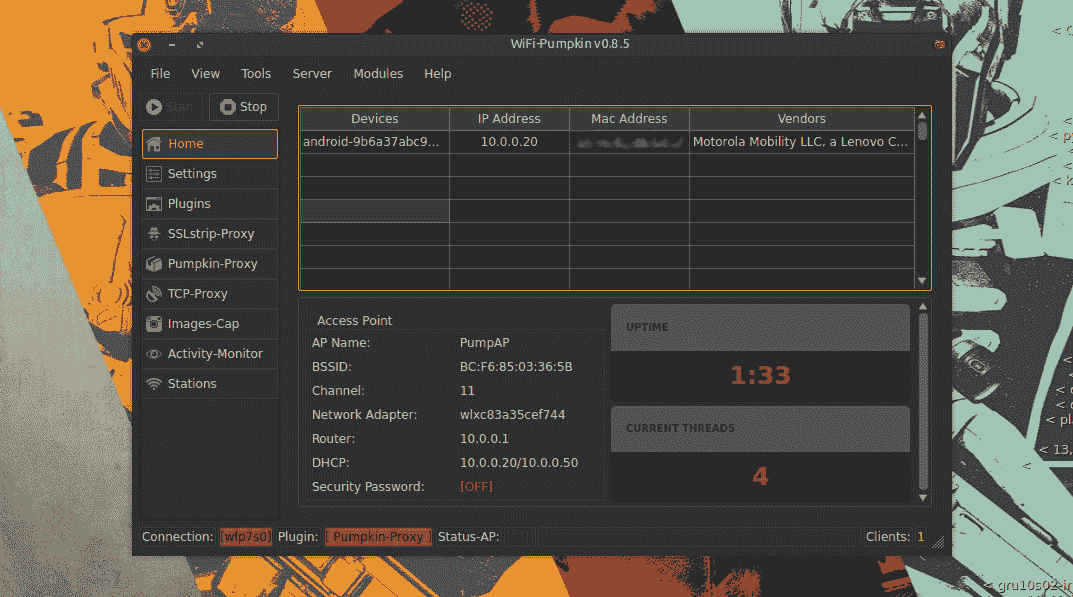 WiFi-Pumpkin v0.8.5
File View Tools Server Modules Help
Start Stop
Home
Settings
Plugins
SSLstrip-Proxy
Pumpkin-Proxy
TCP-Proxy
Images-Cap
Activity-Monitor
Stations
Devices IP Address Mac Address Vendors
android-9b6a37abc9... 10.0.0.20 Motorola Mobility LLC, a Lenovo C...
Access Point
AP Name: PumpAP
BSSID: BC:F6:85:03:36:5B
Channel: 11
Network Adapter: wlxc83a35cef744
Router: 10.0.0.1
DHCP: 10.0.0.20/10.0.0.50
Security Password: [OFF]
UPTIME
1:33
CURRENT THREADS
4
Connection: [wlp7s0] Plugin: [ Pumpkin-Proxy ] Status-AP: Clients: 1
< 13,
< gru10s02-in